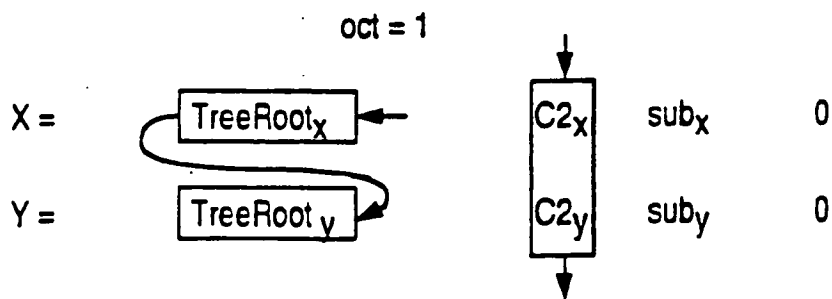 oct = 1
X = TreeRootx C2x subx 0
Y = TreeRooty C2y suby 0